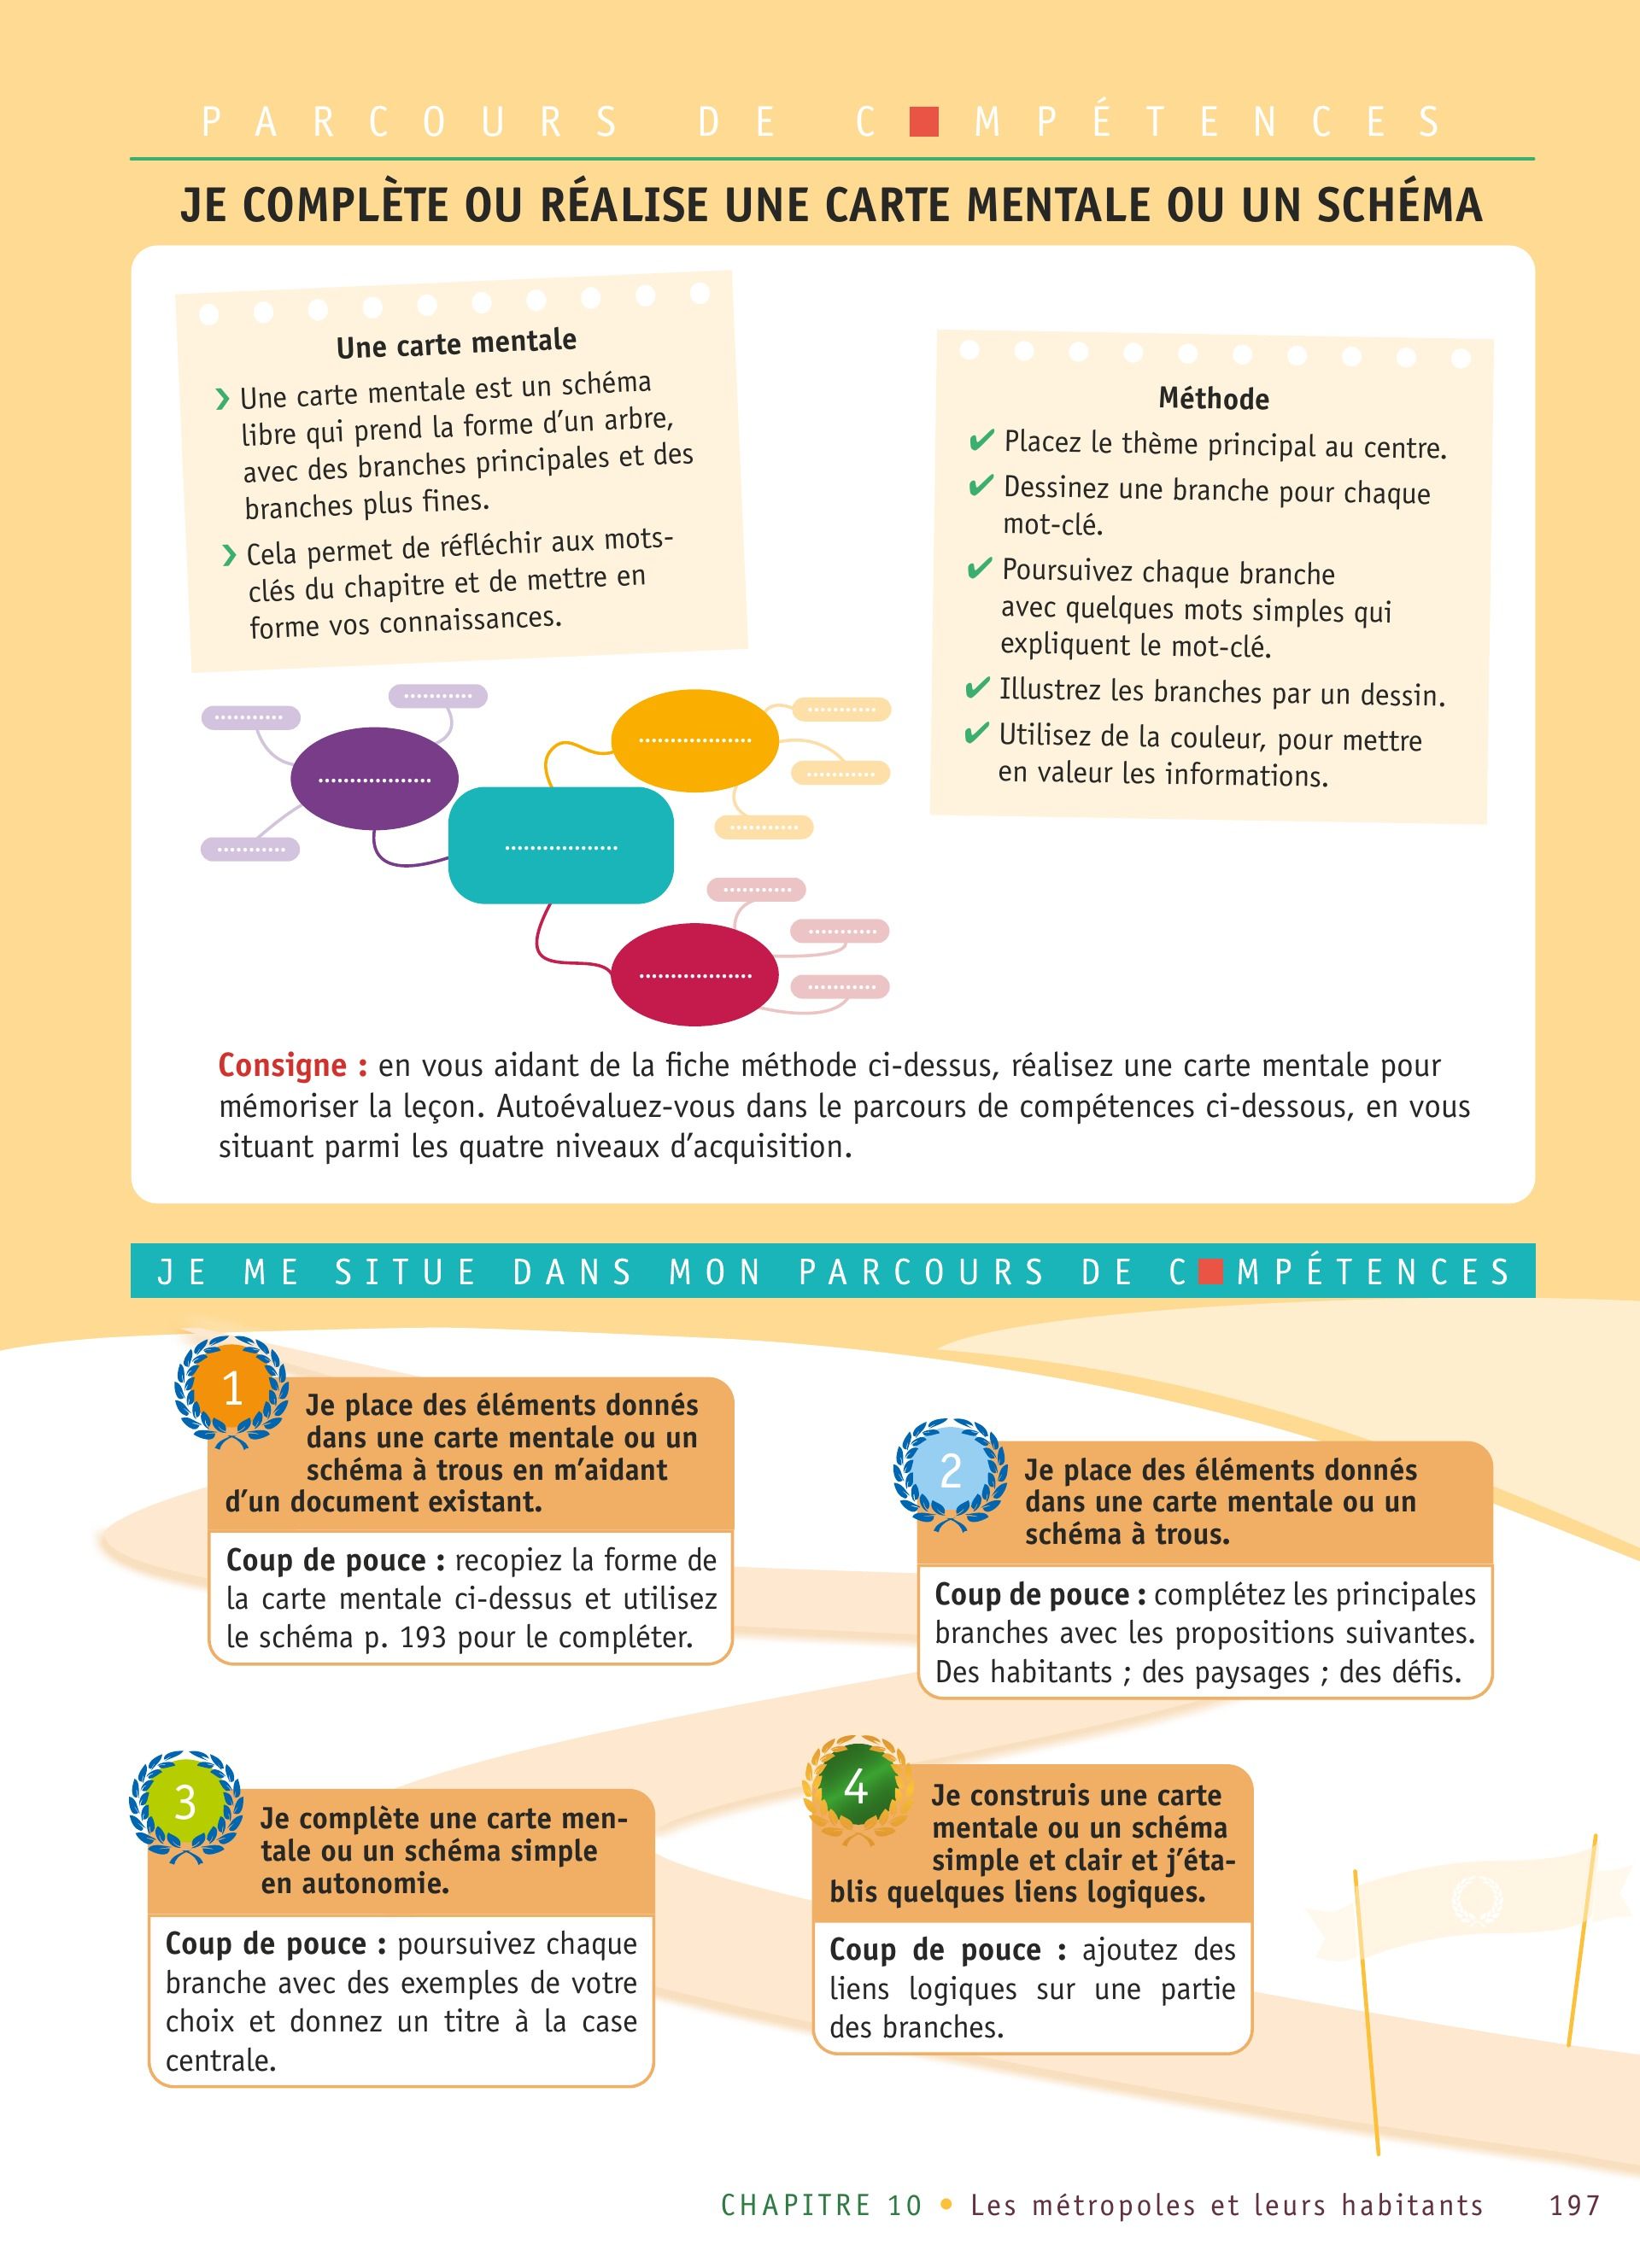 PARCOURS DE C■MPÉTENCES
JE COMPLÈTE OU RÉALISE UNE CARTE MENTALE OU UN SCHÉMA
Une carte mentale
❯ Une carte mentale est un schéma
libre qui prend la forme d’un arbre,
avec des branches principales et des
branches plus fines.
❯ Cela permet de réfléchir aux mots-
clés du chapitre et de mettre en
forme vos connaissances.
Méthode
✔ Placez le thème principal au centre.
✔ Dessinez une branche pour chaque
mot-clé.
✔ Poursuivez chaque branche
avec quelques mots simples qui
expliquent le mot-clé.
✔ Illustrez les branches par un dessin.
✔ Utilisez de la couleur, pour mettre
en valeur les informations.
Consigne : en vous aidant de la fiche méthode ci-dessus, réalisez une carte mentale pour
mémoriser la leçon. Autoévaluez-vous dans le parcours de compétences ci-dessous, en vous
situant parmi les quatre niveaux d’acquisition.
JE ME SITUE DANS MON PARCOURS DE C■MPÉTENCES
1
Je place des éléments donnés
dans une carte mentale ou un
schéma à trous en m’aidant
d’un document existant.
Coup de pouce : recopiez la forme de
la carte mentale ci-dessus et utilisez
le schéma p. 193 pour le compléter.
2
Je place des éléments donnés
dans une carte mentale ou un
schéma à trous.
Coup de pouce : complétez les principales
branches avec les propositions suivantes.
Des habitants ; des paysages ; des défis.
3
Je complète une carte men-
tale ou un schéma simple
en autonomie.
Coup de pouce : poursuivez chaque
branche avec des exemples de votre
choix et donnez un titre à la case
centrale.
4
Je construis une carte
mentale ou un schéma
simple et clair et j’éta-
blis quelques liens logiques.
Coup de pouce : ajoutez des
liens logiques sur une partie
des branches.
CHAPITRE 10 • Les métropoles et leurs habitants 197